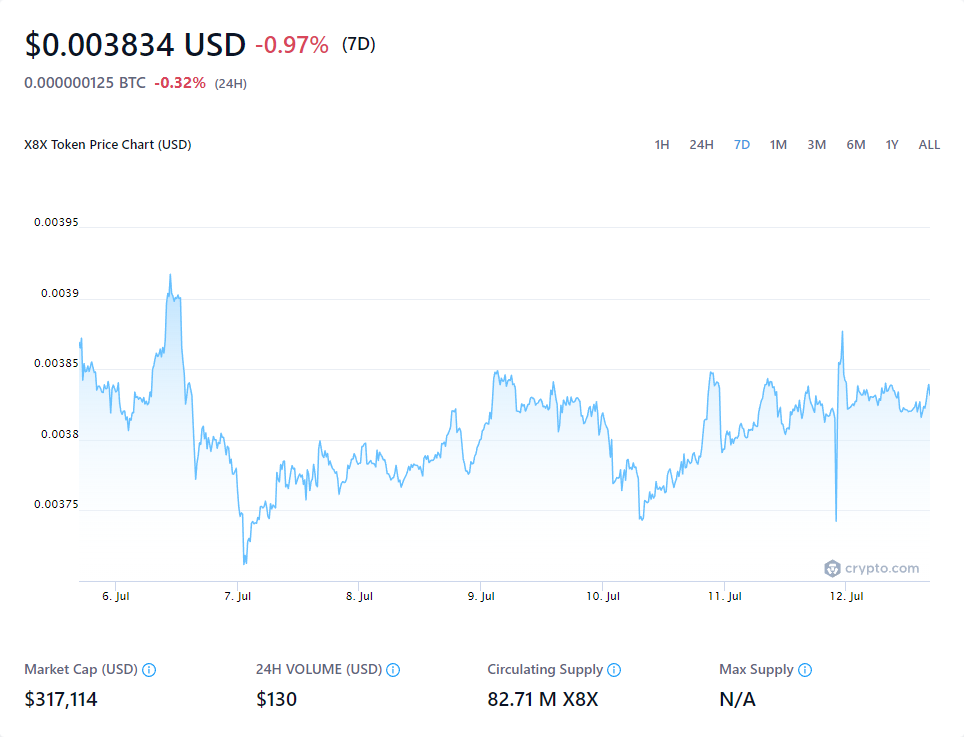 $0.003834 USD -0.97% (7D)
0.000000125 BTC -0.32% (24H)
X8X Token Price Chart (USD) 1H 24H 7D 1M 3M 6M 1Y ALL
0.00395
0.0039
0.00385
0.0038
0.00375
crypto.com
6. Jul 7. Jul 8. Jul 9. Jul 10. Jul 11. Jul 12. Jul
Market Cap (USD) 24H VOLUME (USD) Circulating Supply Max Supply
$317,114 $130 82.71 M X8X N/A